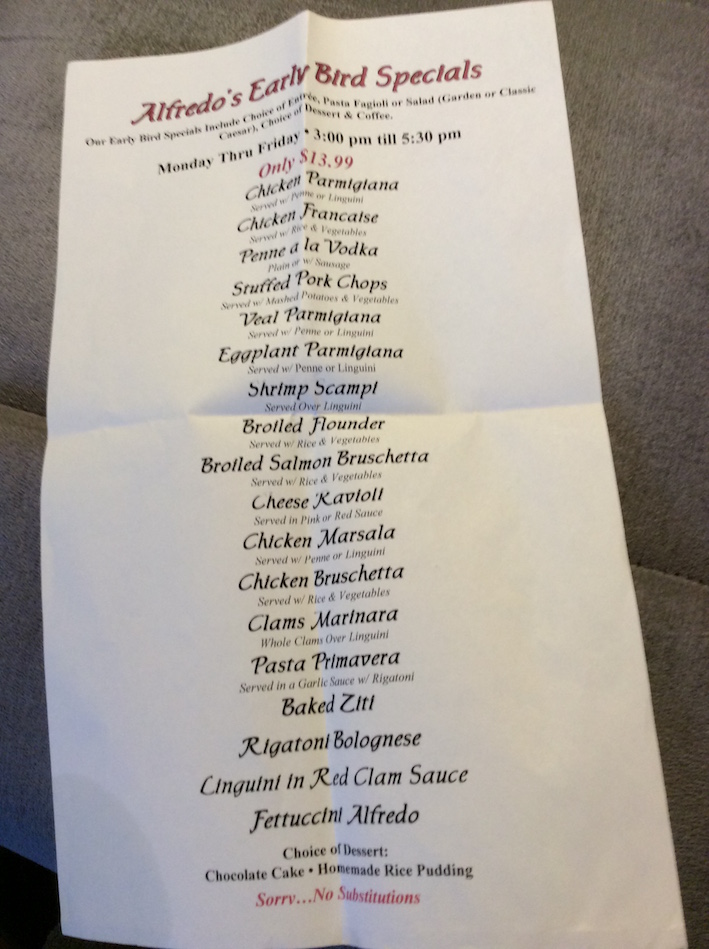 Alfredo's Early Bird Specials
Our Early Bird Specials Include Choice of Entrée, Pasta Fagioli or Salad (Garden or Classic
Caesar), Choice of Dessert & Coffee.
Monday Thru Friday • 3:00 pm till 5:30 pm
Only $13.99
Chicken Parmigiana
Served w/ Penne or Linguini
Chicken Francaise
Served w/ Rice & Vegetables
Penne a la Vodka
Plain or w/ Sausage
Stuffed Pork Chops
Served w/ Mashed Potatoes & Vegetables
Veal Parmigiana
Served w/ Penne or Linguini
Eggplant Parmigiana
Served w/ Penne or Linguini
Shrimp Scampi
Served Over Linguini
Broiled Flounder
Served w/ Rice & Vegetables
Broiled Salmon Bruschetta
Served w/ Rice & Vegetables
Cheese Ravioli
Served in Pink or Red Sauce
Chicken Marsala
Served w/ Penne or Linguini
Chicken Bruschetta
Served w/ Rice & Vegetables
Clams Marinara
Whole Clams Over Linguini
Pasta Primavera
Served in a Garlic Sauce w/ Rigatoni
Baked Ziti
Rigatoni Bolognese
Linguini in Red Clam Sauce
Fettuccini Alfredo
Choice of Dessert:
Chocolate Cake • Homemade Rice Pudding
Sorry...No Substitutions